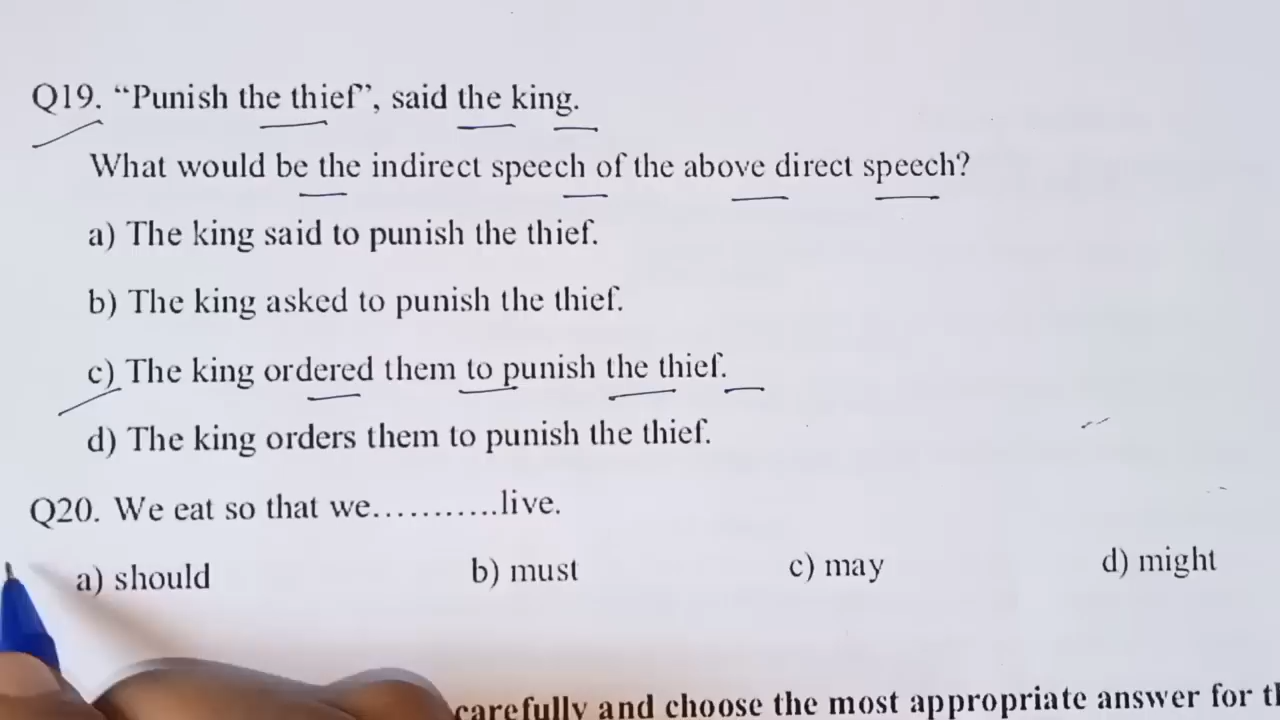 Q19. “Punish the thief”, said the king.
What would be the indirect speech of the above direct speech?
a) The king said to punish the thief.
b) The king asked to punish the thief.
c) The king ordered them to punish the thief.
d) The king orders them to punish the thief.
Q20. We eat so that we...........live.
a) should b) must c) may d) might
carefully and choose the most appropriate answer for